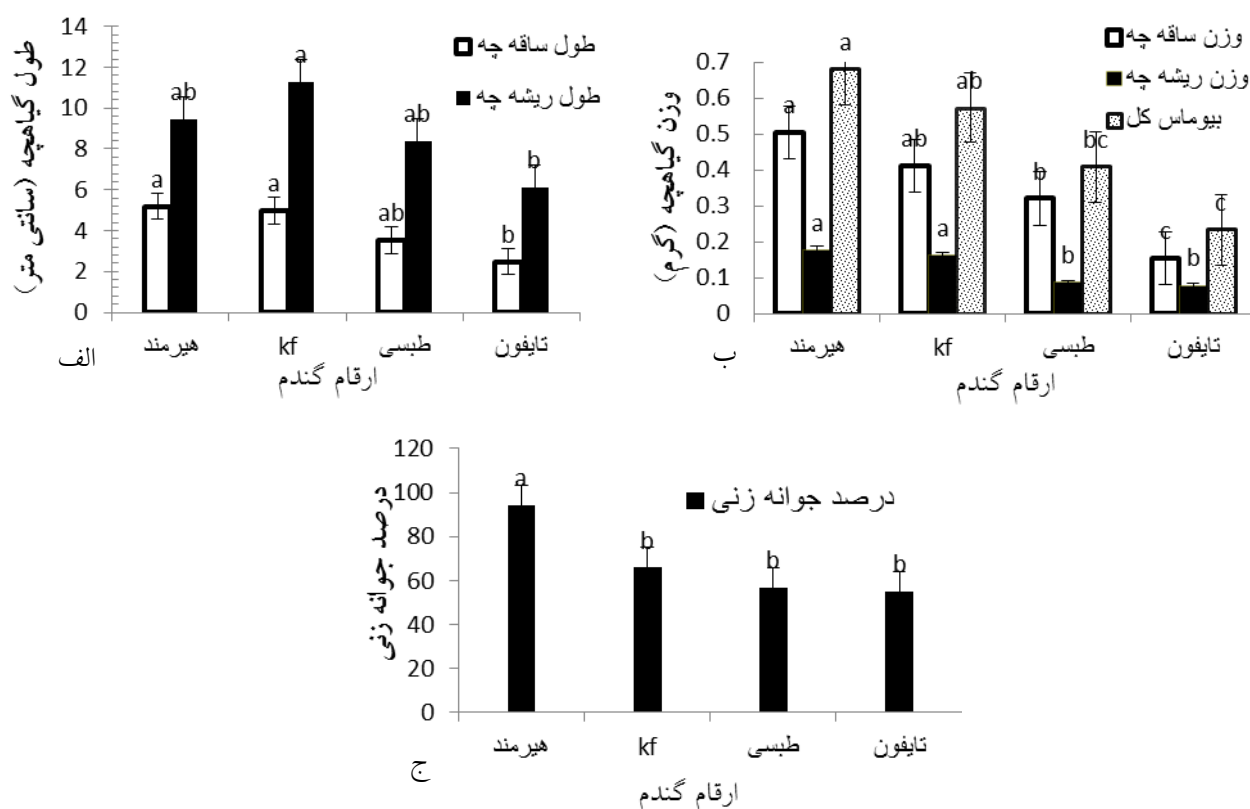 طول ساقه چه
طول ریشه چه
طول گیاهچه (سانتی متر)
14
12
10
8
6
4
2
0
a
ab
a
a
ab
ab
b
b
هیرمند
kf
طبسی
تایفون
ارقام گندم
الف
وزن ساقه چه
وزن ریشه چه
بیوماس کل
وزن گیاهچه (گرم)
0.7
0.6
0.5
0.4
0.3
0.2
0.1
0
a
a
a
ab
a
ab
b
b
bc
c
b
c
هیرمند
kf
طبسی
تایفون
ارقام گندم
ب
درصد جوانه زنی
درصد جوانه زنی
120
100
80
60
40
20
0
a
b
b
b
هیرمند
kf
طبسی
تایفون
ارقام گندم
ج